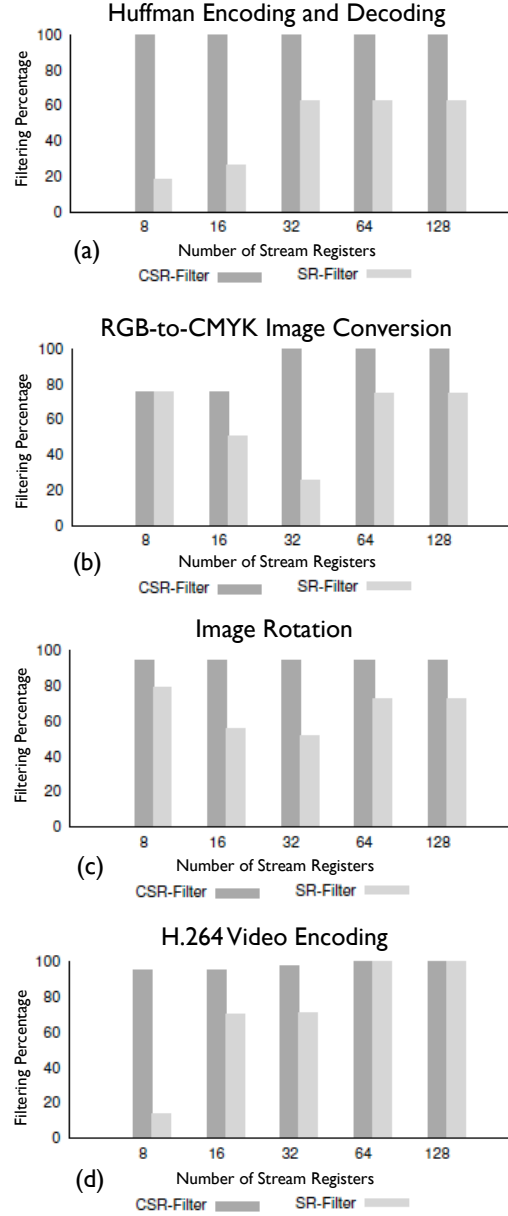 Huffman Encoding and Decoding
Filtering Percentage
100
80
60
40
20
0
8 16 32 64 128
(a) Number of Stream Registers
CSR-Filter SR-Filter
RGB-to-CMYK Image Conversion
Filtering Percentage
100
80
60
40
20
0
8 16 32 64 128
(b) Number of Stream Registers
CSR-Filter SR-Filter
Image Rotation
Filtering Percentage
100
80
60
40
20
0
8 16 32 64 128
(c) Number of Stream Registers
CSR-Filter SR-Filter
H.264 Video Encoding
Filtering Percentage
100
80
60
40
20
0
8 16 32 64 128
(d) Number of Stream Registers
CSR-Filter SR-Filter